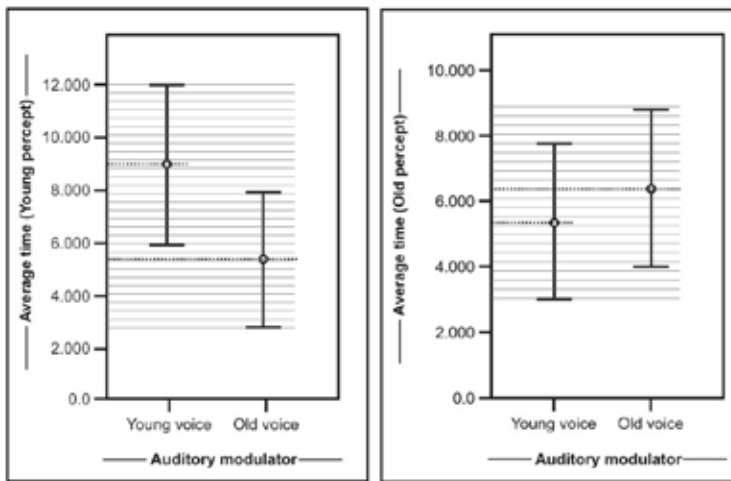 Average time (Young percept)
12.000
10.000
8.000
6.000
4.000
2.000
0.0
Young voice Old voice
Auditory modulator
Average time (Old percept)
10.000
8.000
6.000
4.000
2.000
0.0
Young voice Old voice
Auditory modulator